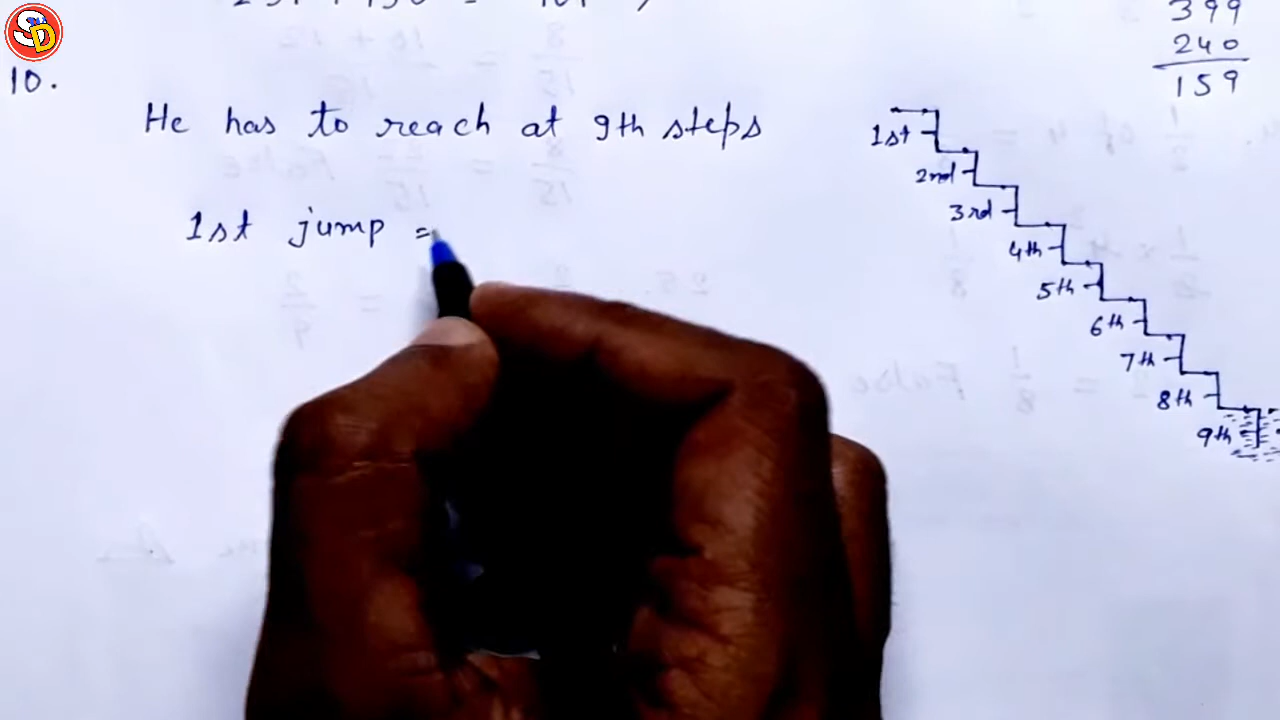 SD
399
240
159
10.
He has to reach at 9th steps
1st jump =
1st
2nd
3rd
4th
5th
6th
7th
8th
9th